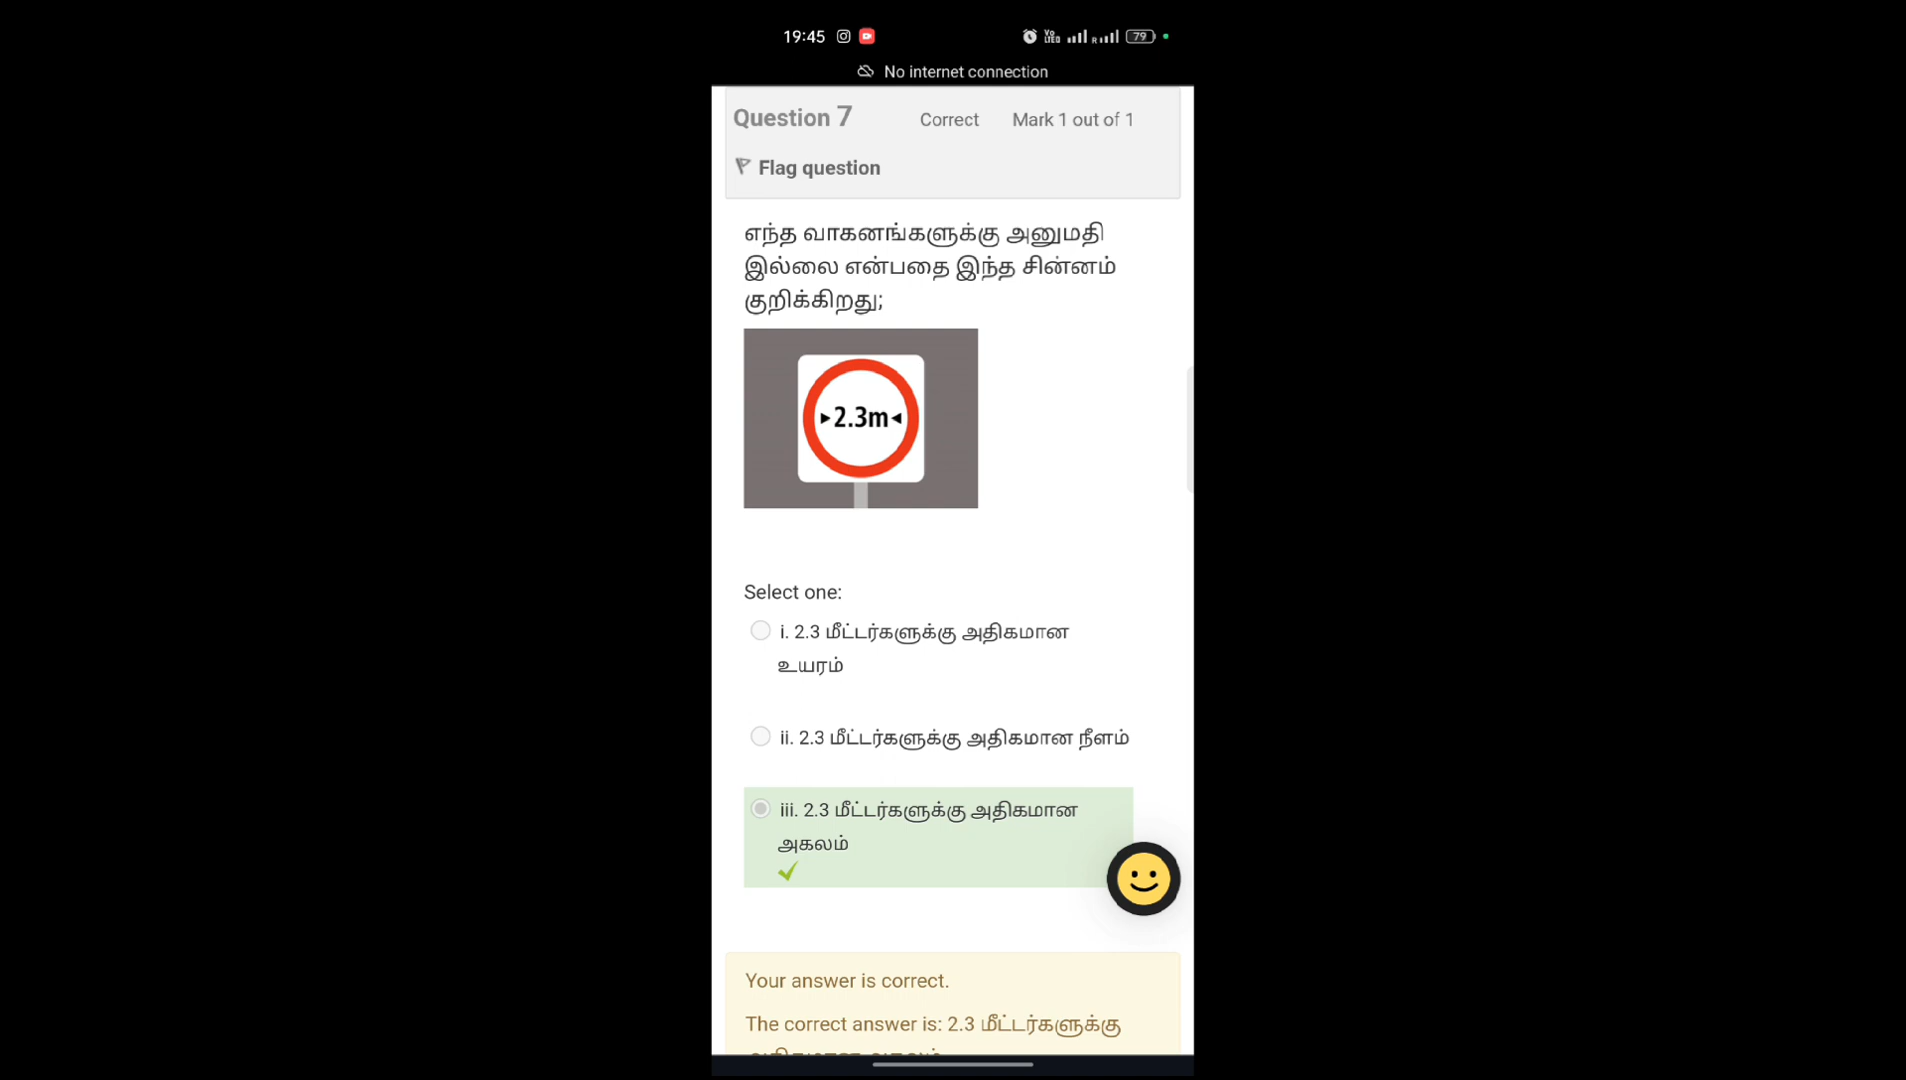 19:45 79
No internet connection
Question 7 Correct Mark 1 out of 1
Flag question
எந்த வாகனங்களுக்கு அனுமதி
இல்லை என்பதை இந்த சின்னம்
குறிக்கிறது;
2.3m
Select one:
i. 2.3 மீட்டர்களுக்கு அதிகமான
உயரம்
ii. 2.3 மீட்டர்களுக்கு அதிகமான நீளம்
iii. 2.3 மீட்டர்களுக்கு அதிகமான
அகலம்
Your answer is correct.
The correct answer is: 2.3 மீட்டர்களுக்கு